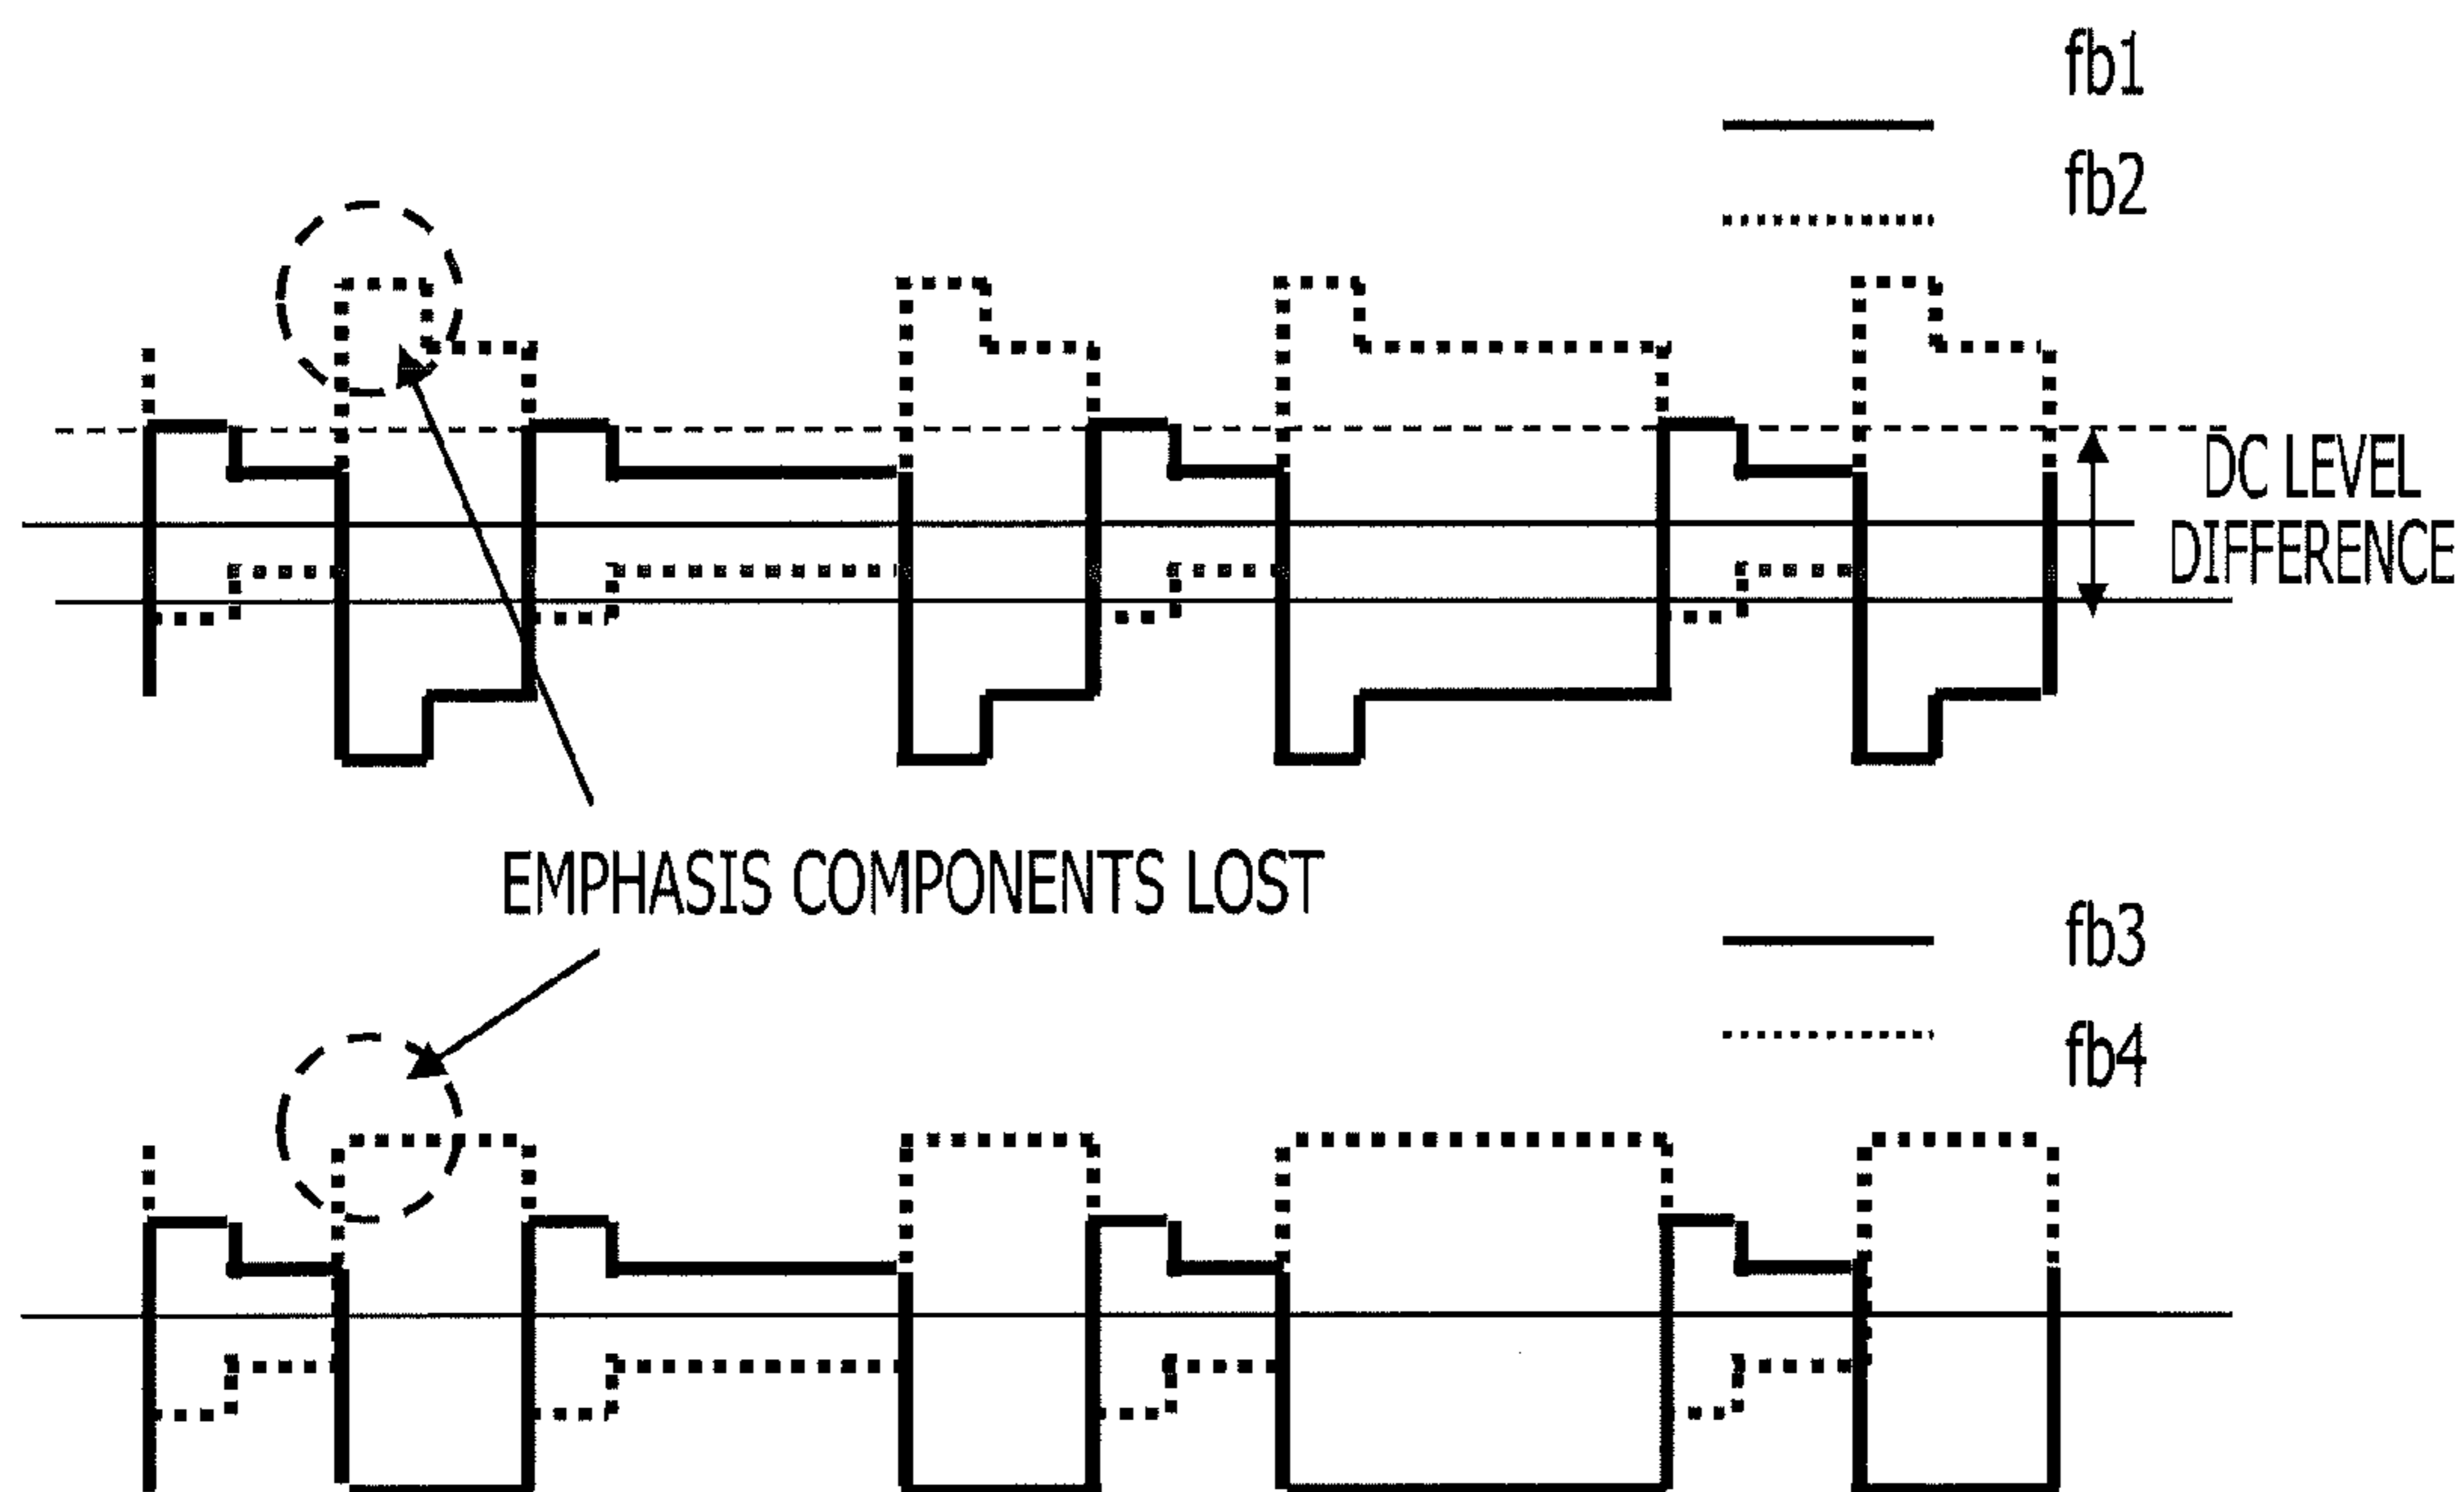 fb1
fb2
DC LEVEL
DIFFERENCE
EMPHASIS COMPONENTS LOST
fb3
fb4